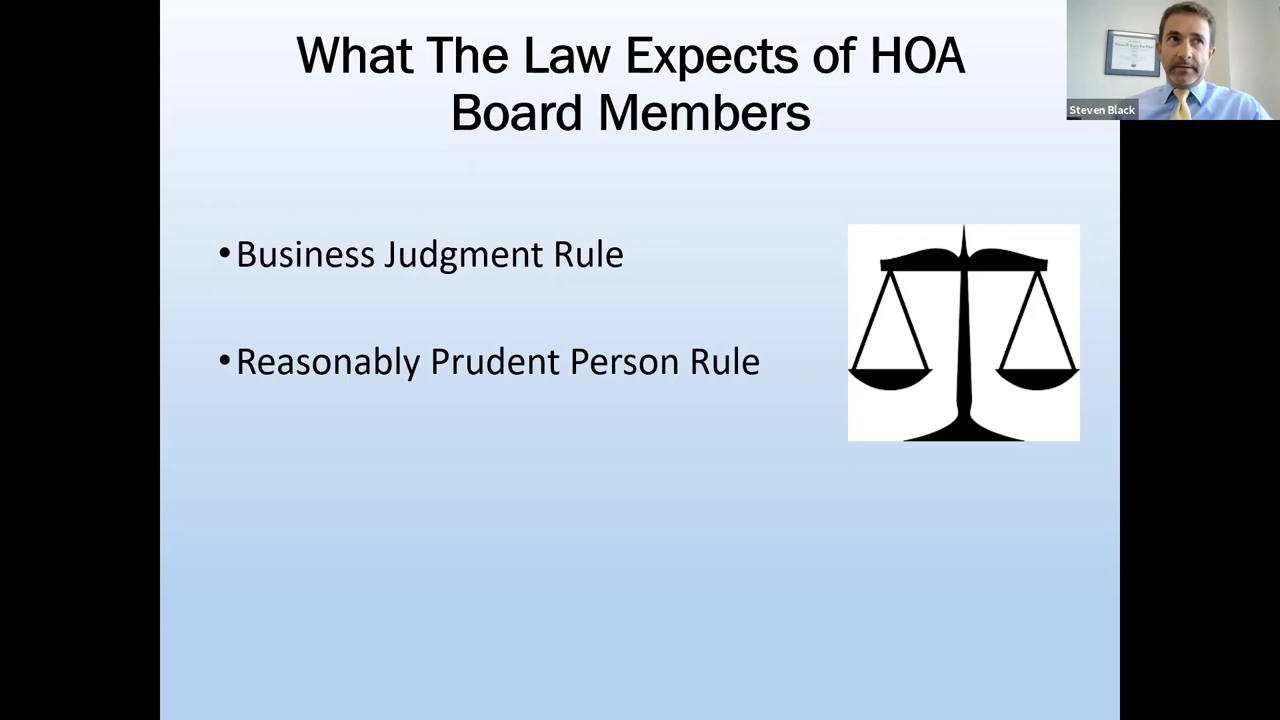 What The Law Expects of HOA
Board Members
Steven Black
•Business Judgment Rule
•Reasonably Prudent Person Rule